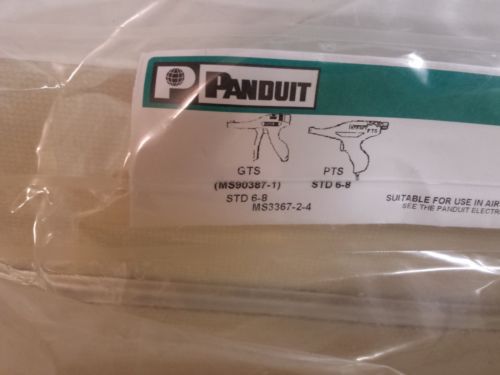 P PANDUIT
GTS PTS
(MS90387-1) STD 6-8
STD 6-8
MS3367-2-4
SUITABLE FOR USE IN AIR
SEE THE PANDUIT ELECTR